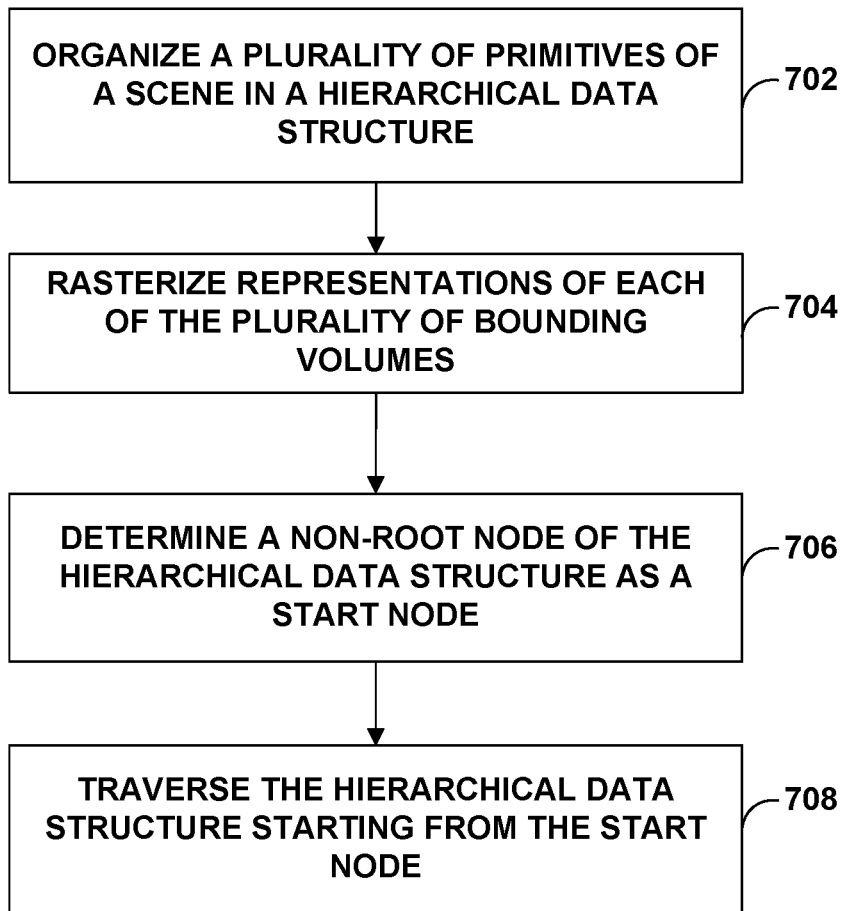 ORGANIZE A PLURALITY OF PRIMITIVES OF
A SCENE IN A HIERARCHICAL DATA
STRUCTURE
702
RASTERIZE REPRESENTATIONS OF EACH
OF THE PLURALITY OF BOUNDING
VOLUMES
704
DETERMINE A NON-ROOT NODE OF THE
HIERARCHICAL DATA STRUCTURE AS A
START NODE
706
TRAVERSE THE HIERARCHICAL DATA
STRUCTURE STARTING FROM THE START
NODE
708